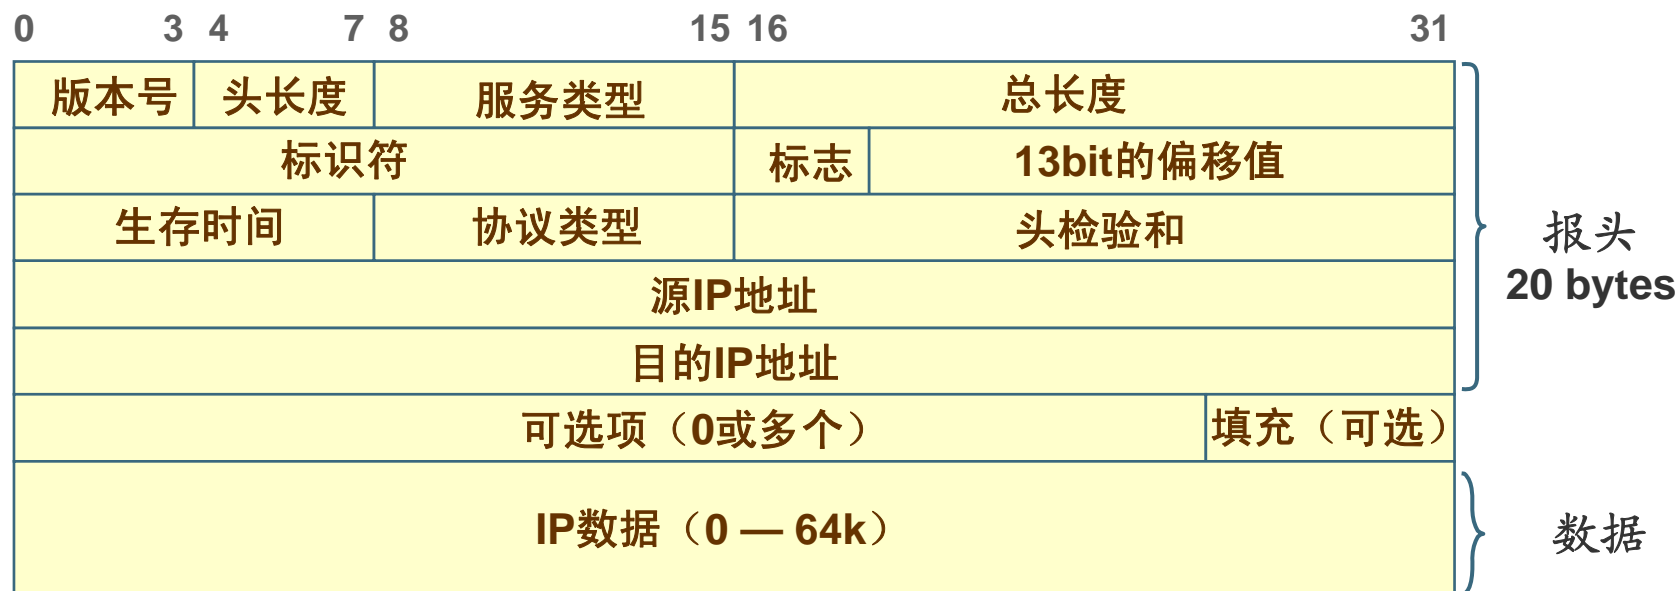 0 3 4 7 8 15 16 31
版本号 头长度 服务类型 总长度
标识符 标志 13bit的偏移值
生存时间 协议类型 头检验和
源IP地址
目的IP地址
报头
20 bytes
可选项（0或多个） 填充（可选）
IP数据（0 — 64k）
数据